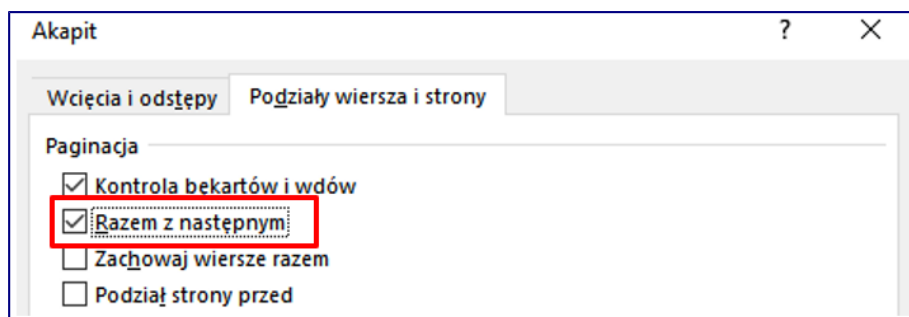 Akapit ?
Wcięcia i odstępy Podziały wiersza i strony
Paginacja
Kontrola bękartów i wdów
Razem z następnym
Zachowaj wiersze razem
Podział strony przed